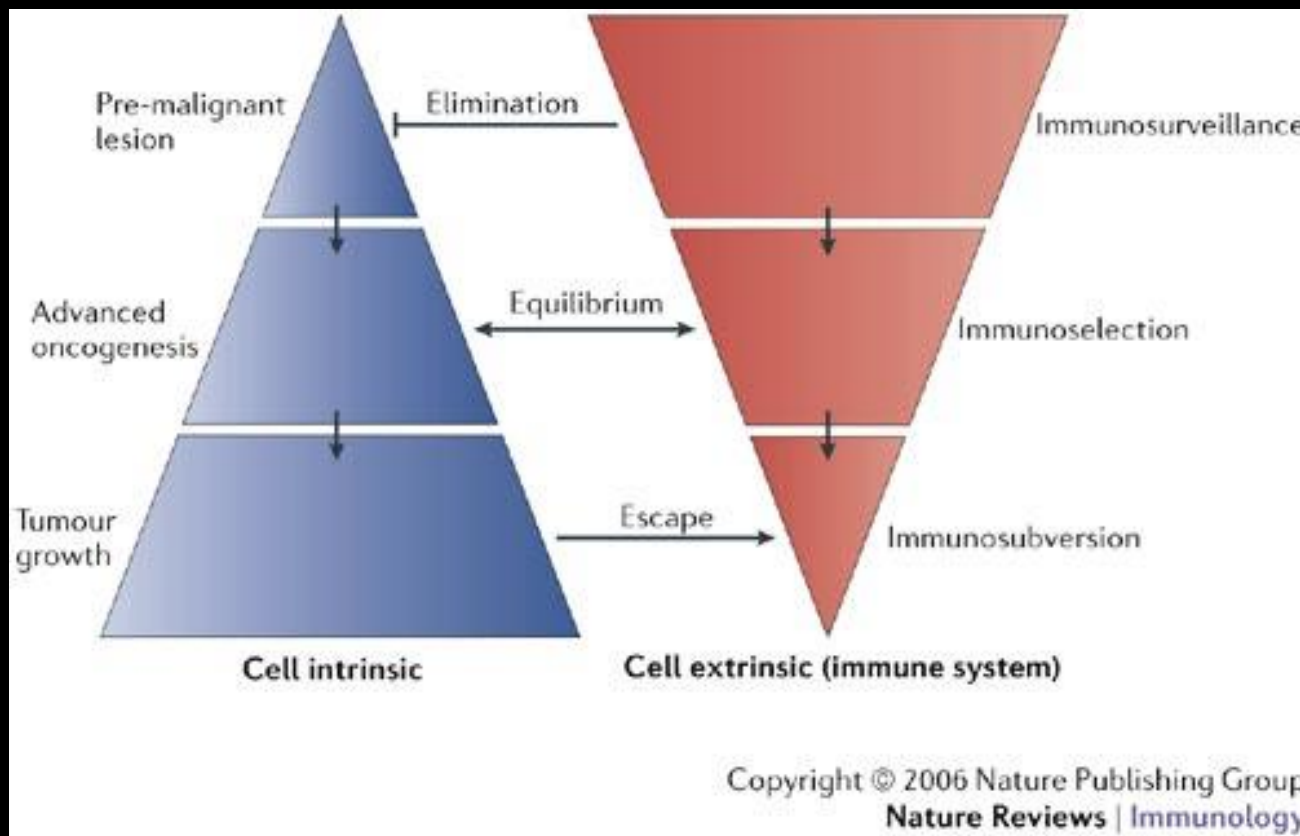 Pre-malignant
lesion
Elimination
Immunosurveillance
Advanced
oncogenesis
Equilibrium
Immunoselection
Tumour
growth
Escape
Immunosubversion
Cell intrinsic
Cell extrinsic (immune system)
Copyright © 2006 Nature Publishing Group
Nature Reviews | Immunology